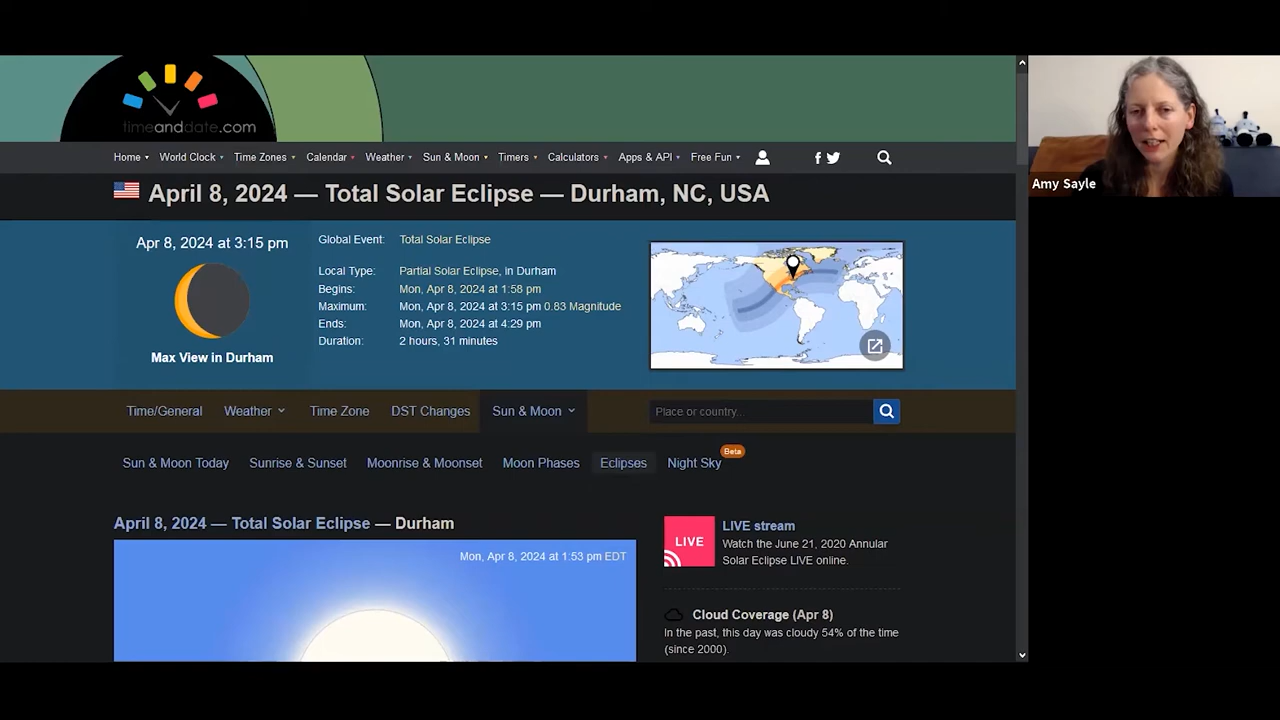 timeanddate.com
Home World Clock Time Zones Calendar Weather Sun & Moon Timers Calculators Apps & API Free Fun
April 8, 2024 — Total Solar Eclipse — Durham, NC, USA
Apr 8, 2024 at 3:15 pm
Max View in Durham
Global Event: Total Solar Eclipse
Local Type: Partial Solar Eclipse, in Durham
Begins: Mon, Apr 8, 2024 at 1:58 pm
Maximum: Mon, Apr 8, 2024 at 3:15 pm 0.83 Magnitude
Ends: Mon, Apr 8, 2024 at 4:29 pm
Duration: 2 hours, 31 minutes
Amy Sayle
Time/General Weather Time Zone DST Changes Sun & Moon
Place or country...
Sun & Moon Today Sunrise & Sunset Moonrise & Moonset Moon Phases Eclipses Night Sky Beta
April 8, 2024 — Total Solar Eclipse — Durham
Mon, Apr 8, 2024 at 1:53 pm EDT
LIVE
LIVE stream
Watch the June 21, 2020 Annular
Solar Eclipse LIVE online.
Cloud Coverage (Apr 8)
In the past, this day was cloudy 54% of the time
(since 2000).